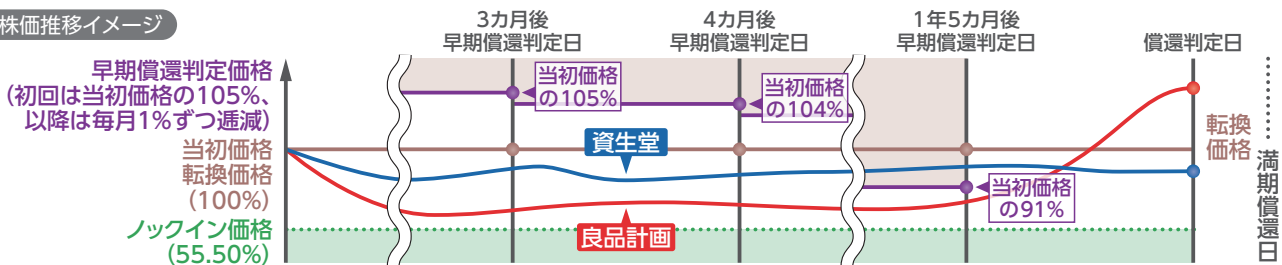 株価推移イメージ
3カ月後
早期償還判定日
4カ月後
早期償還判定日
1年5カ月後
早期償還判定日
償還判定日
早期償還判定価格
(初回は当初価格の105%、
以降は毎月1%ずつ逓減)
当初価格
の105%
当初価格
の104%
当初価格
転換価格
(100%)
資生堂
当初価格
の91%
転換
価格
ノックイン価格
(55.50%)
良品計画
満期償還日